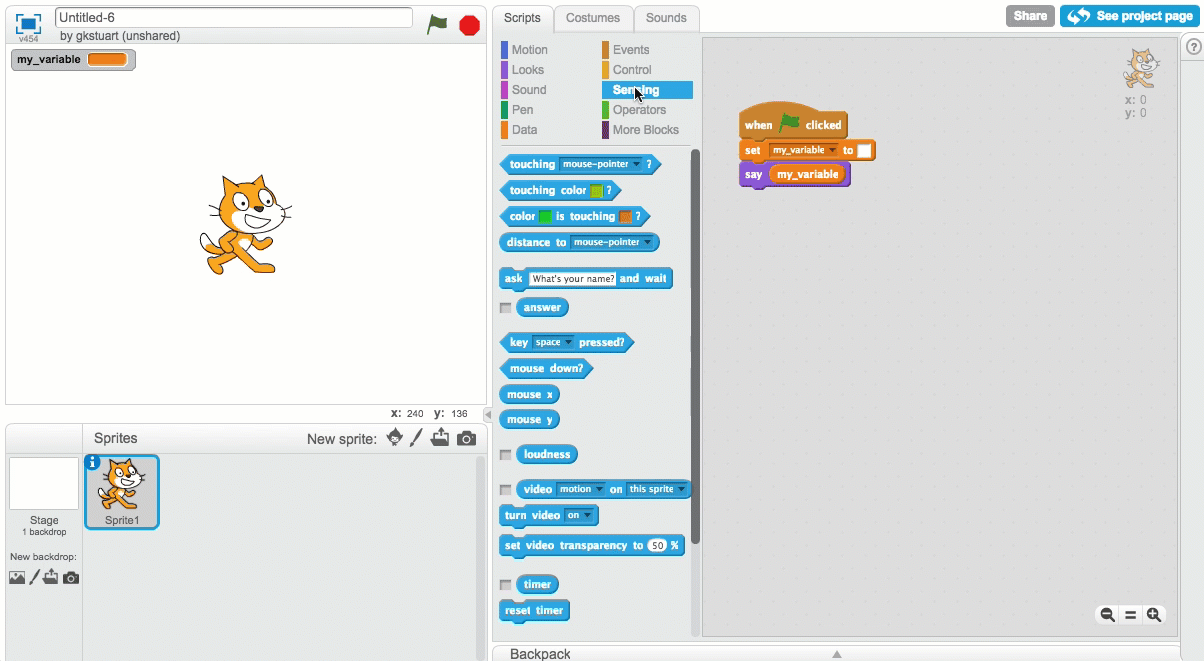 Untitled-6
v454
by gkstuart (unshared)
my_variable
x: 240 y: 136
Sprites New sprite:
Sprite1
Stage
1 backdrop
New backdrop:
Scripts Costumes Sounds
Motion Events
Looks Control
Sound Sensing
Pen Operators
Data More Blocks
touching mouse-pointer ?
touching color ?
color is touching ?
distance to mouse-pointer
ask What's your name? and wait
answer
key space pressed?
mouse down?
mouse x
mouse y
loudness
video motion on this sprite
turn video on
set video transparency to 50 %
timer
reset timer
Share See project page
?
when clicked
set my_variable to
say my_variable
x: 0
y: 0
Backpack